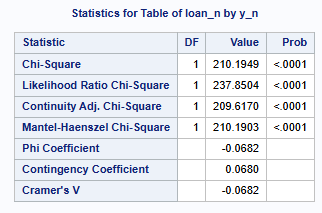 Statistics for Table of loan_n by y_n
Statistic DF Value Prob
Chi-Square 1 210.1949 <.0001
Likelihood Ratio Chi-Square 1 237.8504 <.0001
Continuity Adj. Chi-Square 1 209.6170 <.0001
Mantel-Haenszel Chi-Square 1 210.1903 <.0001
Phi Coefficient -0.0682
Contingency Coefficient 0.0680
Cramer's V -0.0682